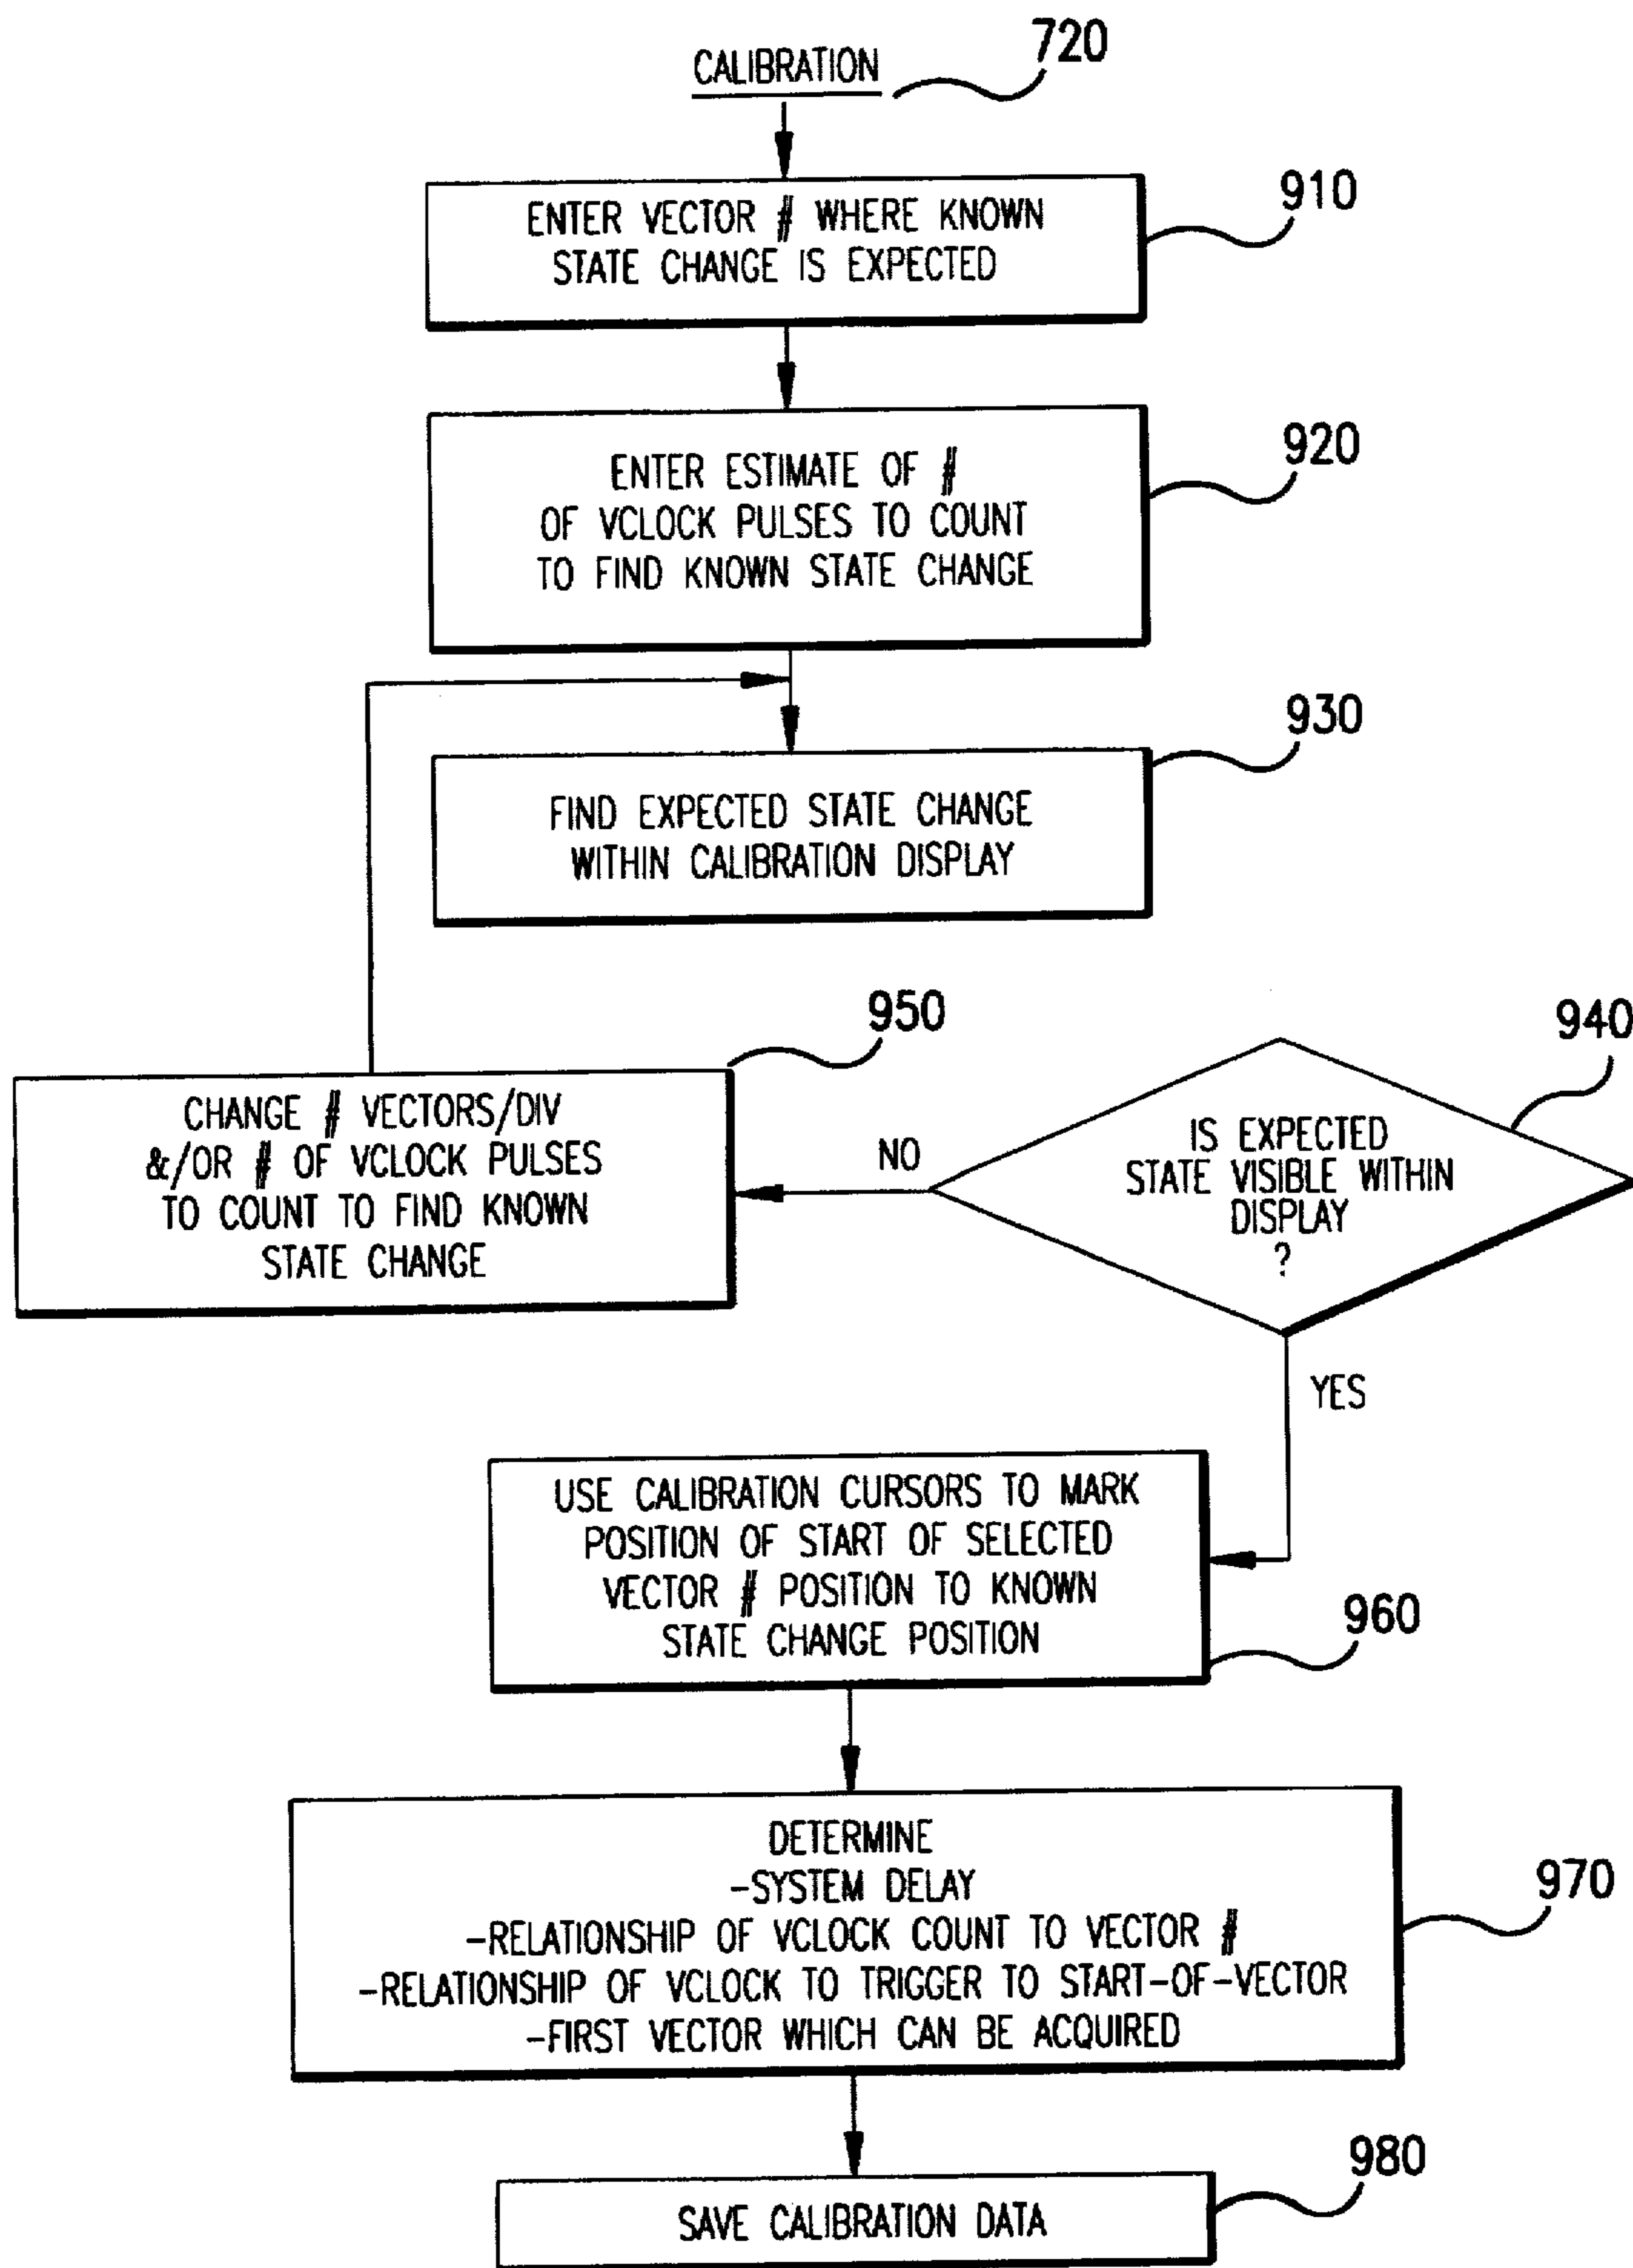 CALIBRATION
720
ENTER VECTOR # WHERE KNOWN
STATE CHANGE IS EXPECTED
910
ENTER ESTIMATE OF #
OF VCLOCK PULSES TO COUNT
TO FIND KNOWN STATE CHANGE
920
FIND EXPECTED STATE CHANGE
WITHIN CALIBRATION DISPLAY
930
IS EXPECTED
STATE VISIBLE WITHIN
DISPLAY
?
940
NO
CHANGE # VECTORS/DIV
&/OR # OF VCLOCK PULSES
TO COUNT TO FIND KNOWN
STATE CHANGE
950
YES
USE CALIBRATION CURSORS TO MARK
POSITION OF START OF SELECTED
VECTOR # POSITION TO KNOWN
STATE CHANGE POSITION
960
DETERMINE
-SYSTEM DELAY
-RELATIONSHIP OF VCLOCK COUNT TO VECTOR #
-RELATIONSHIP OF VCLOCK TO TRIGGER TO START-OF-VECTOR
-FIRST VECTOR WHICH CAN BE ACQUIRED
970
SAVE CALIBRATION DATA
980